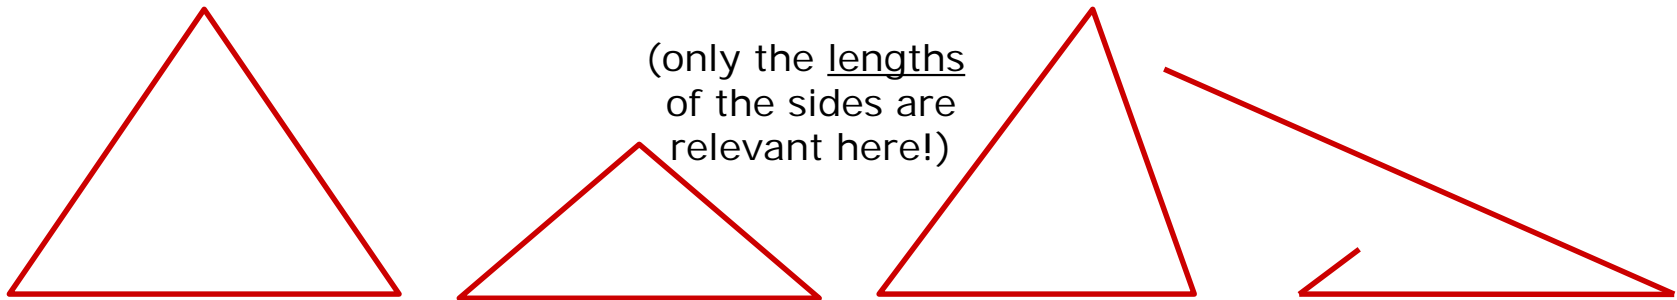 (only the lengths
of the sides are
relevant here!)